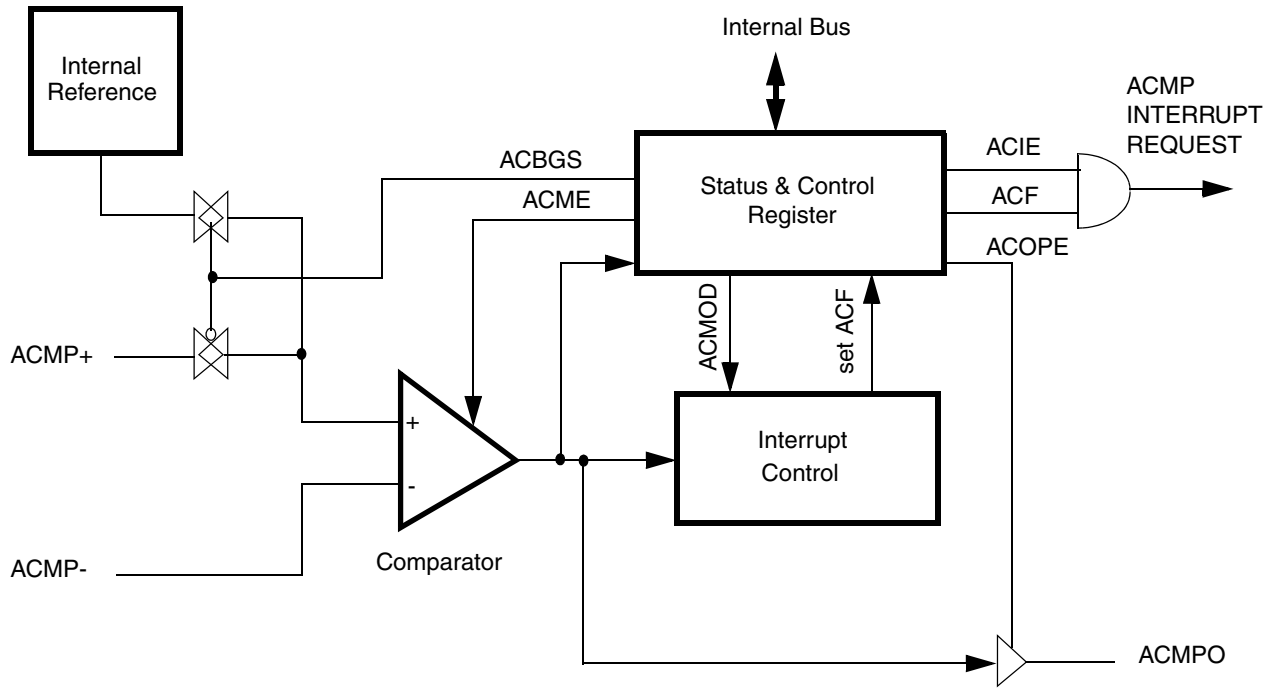 Internal
Reference
Internal Bus
ACMP
INTERRUPT
REQUEST
ACBGS
ACME
Status & Control
Register
ACIE
ACF
ACOPE
ACMOD
set ACF
ACMP+
+
-
Interrupt
Control
Comparator
ACMP-
ACMPO